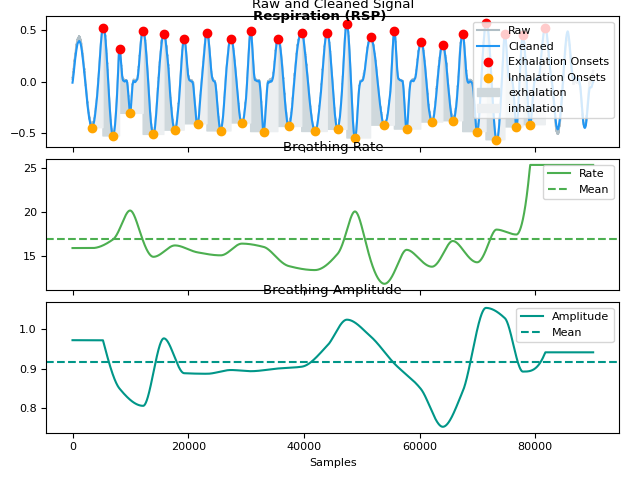 Raw and Cleaned Signal
Respiration (RSP)
0.5
0.0
−0.5
Raw
Cleaned
Exhalation Onsets
Inhalation Onsets
exhalation
inhalation
Breathing Rate
25
20
15
Rate
Mean
Breathing Amplitude
1.0
0.9
0.8
Amplitude
Mean
0 20000 40000 60000 80000
Samples